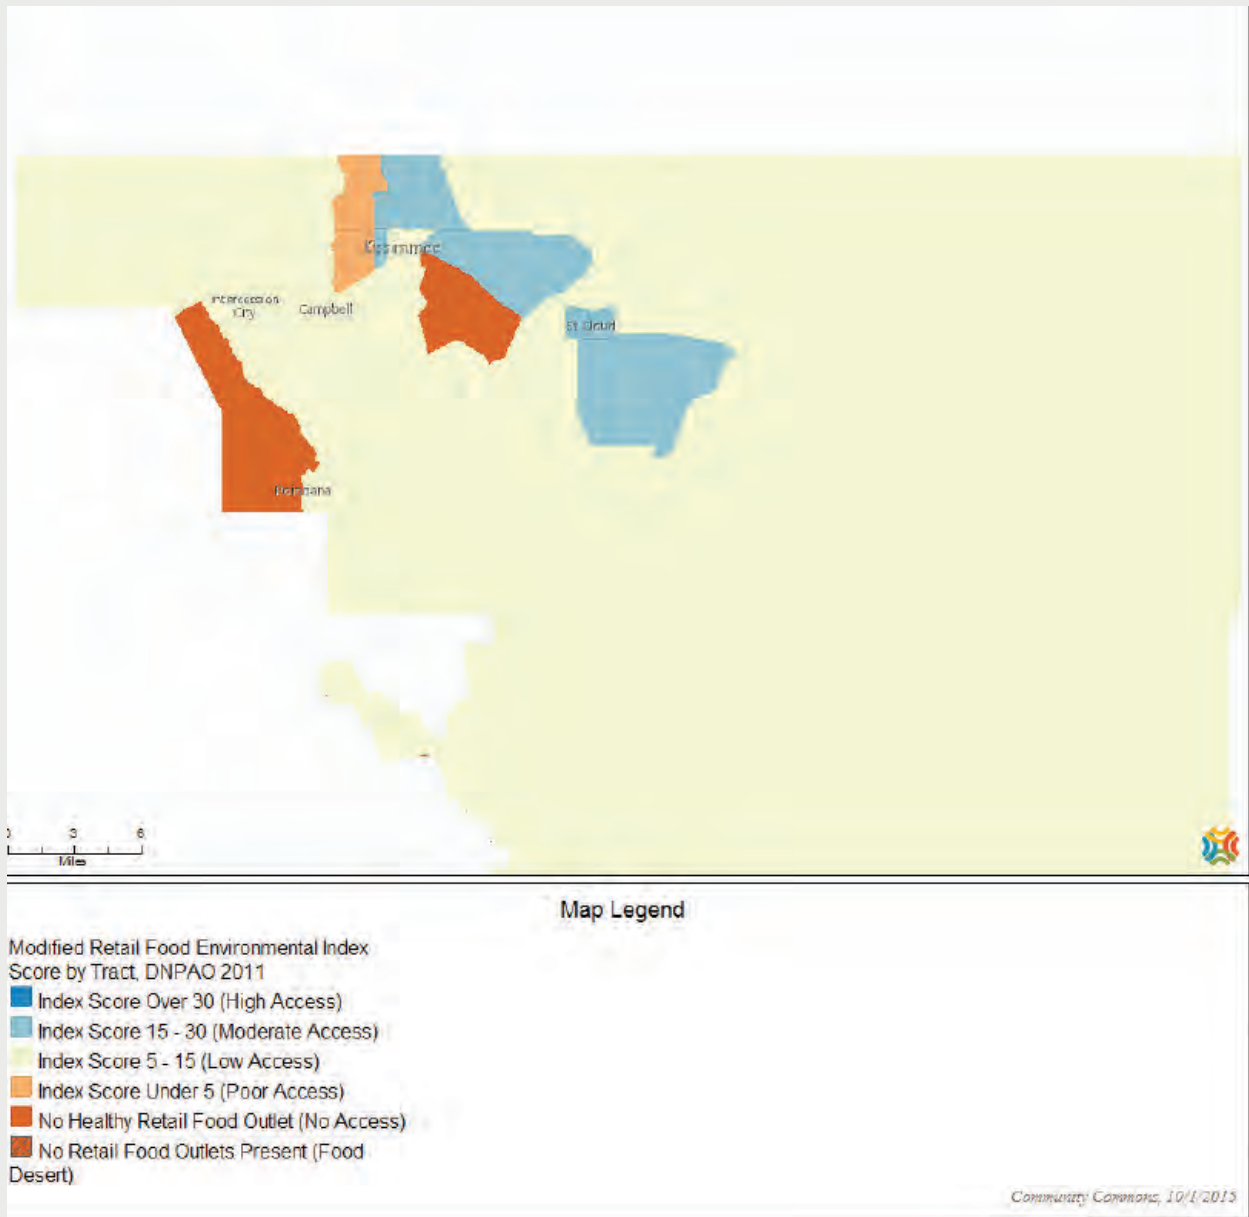 Kissimmee
Intercession
City
Campbell
St Cloud
Poinciana
3 6
Miles
Map Legend
Modified Retail Food Environmental Index
Score by Tract, DNPAO 2011
Index Score Over 30 (High Access)
Index Score 15 - 30 (Moderate Access)
Index Score 5 - 15 (Low Access)
Index Score Under 5 (Poor Access)
No Healthy Retail Food Outlet (No Access)
No Retail Food Outlets Present (Food
Desert)
Community Commons, 10/1/2015